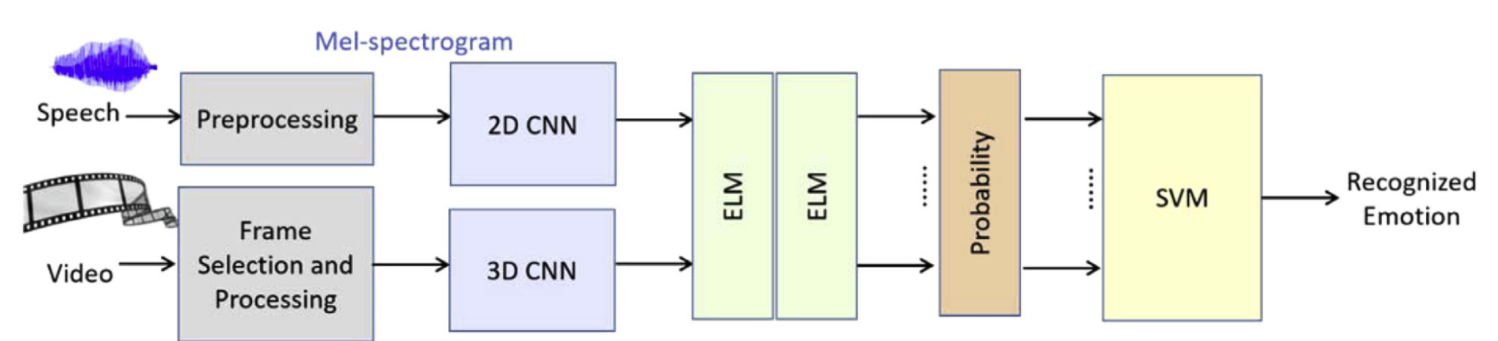 Mel-spectrogram
Speech
Preprocessing
2D CNN
Video
Frame
Selection and
Processing
3D CNN
ELM
ELM
Probability
SVM
Recognized
Emotion